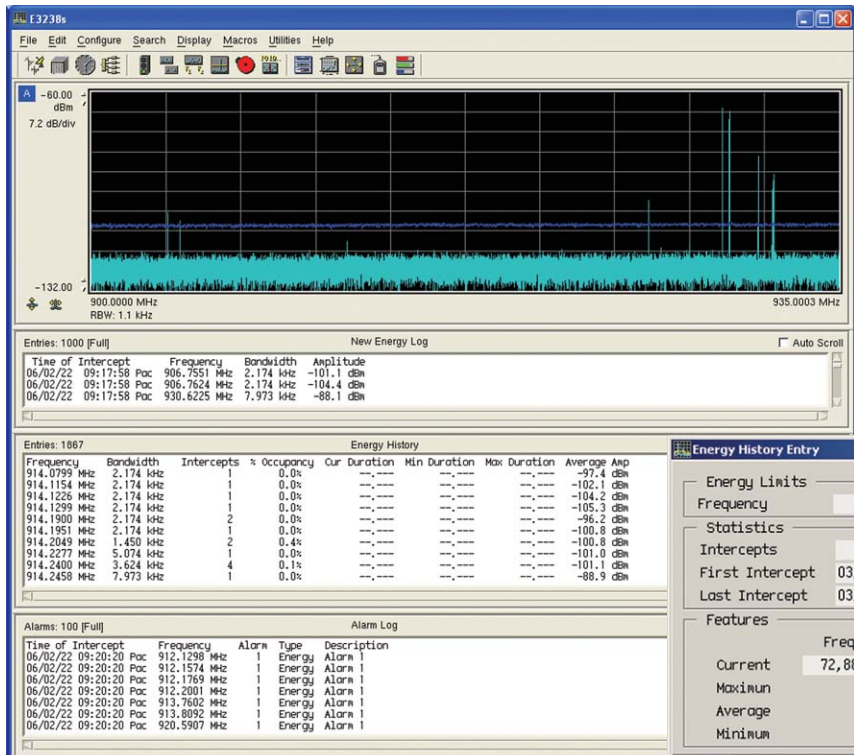 E3238s
File Edit Configure Search Display Macros Utilities Help
A -60.00
dBm
7.2 dB/div
-132.00
900.0000 MHz 935.0003 MHz
RBW: 1.1 kHz
Entries: 1000 [Full] New Energy Log Auto Scroll
Time of Intercept Frequency Bandwidth Amplitude
06/02/22 09:17:58 Pac 906.7551 MHz 2.174 kHz -101.1 dBm
06/02/22 09:17:58 Pac 906.7624 MHz 2.174 kHz -104.4 dBm
06/02/22 09:17:58 Pac 930.6225 MHz 7.973 kHz -88.1 dBm
Entries: 1867 Energy History
Frequency Bandwidth Intercepts % Occupancy Cur Duration Min Duration Max Duration Average Amp
914.0799 MHz 2.174 kHz 1 0.0% --.--- --.--- --.--- -97.4 dBm
914.1154 MHz 2.174 kHz 1 0.0% --.--- --.--- --.--- -102.1 dBm
914.1226 MHz 2.174 kHz 1 0.0% --.--- --.--- --.--- -104.2 dBm
914.1299 MHz 2.174 kHz 1 0.0% --.--- --.--- --.--- -105.3 dBm
914.1900 MHz 2.174 kHz 2 0.0% --.--- --.--- --.--- -96.2 dBm
914.1951 MHz 2.174 kHz 1 0.0% --.--- --.--- --.--- -100.8 dBm
914.2049 MHz 1.450 kHz 2 0.4% --.--- --.--- --.--- -100.8 dBm
914.2277 MHz 5.074 kHz 1 0.0% --.--- --.--- --.--- -101.0 dBm
914.2400 MHz 3.624 kHz 4 0.1% --.--- --.--- --.--- -101.1 dBm
914.2458 MHz 7.973 kHz 1 0.0% --.--- --.--- --.--- -88.9 dBm
Energy History Entry
Energy Limits
Frequency
Statistics
Intercepts
First Intercept 03
Last Intercept 03
Features
Freq
Current 72,88
Maximum
Average
Minimum
Alarms: 100 [Full] Alarm Log
Time of Intercept Frequency Alarm Type Description
06/02/22 09:20:20 Pac 912.1298 MHz 1 Energy Alarm 1
06/02/22 09:20:20 Pac 912.1574 MHz 1 Energy Alarm 1
06/02/22 09:20:20 Pac 912.1769 MHz 1 Energy Alarm 1
06/02/22 09:20:20 Pac 912.2001 MHz 1 Energy Alarm 1
06/02/22 09:20:20 Pac 913.7602 MHz 1 Energy Alarm 1
06/02/22 09:20:20 Pac 913.8092 MHz 1 Energy Alarm 1
06/02/22 09:20:20 Pac 920.5907 MHz 1 Energy Alarm 1